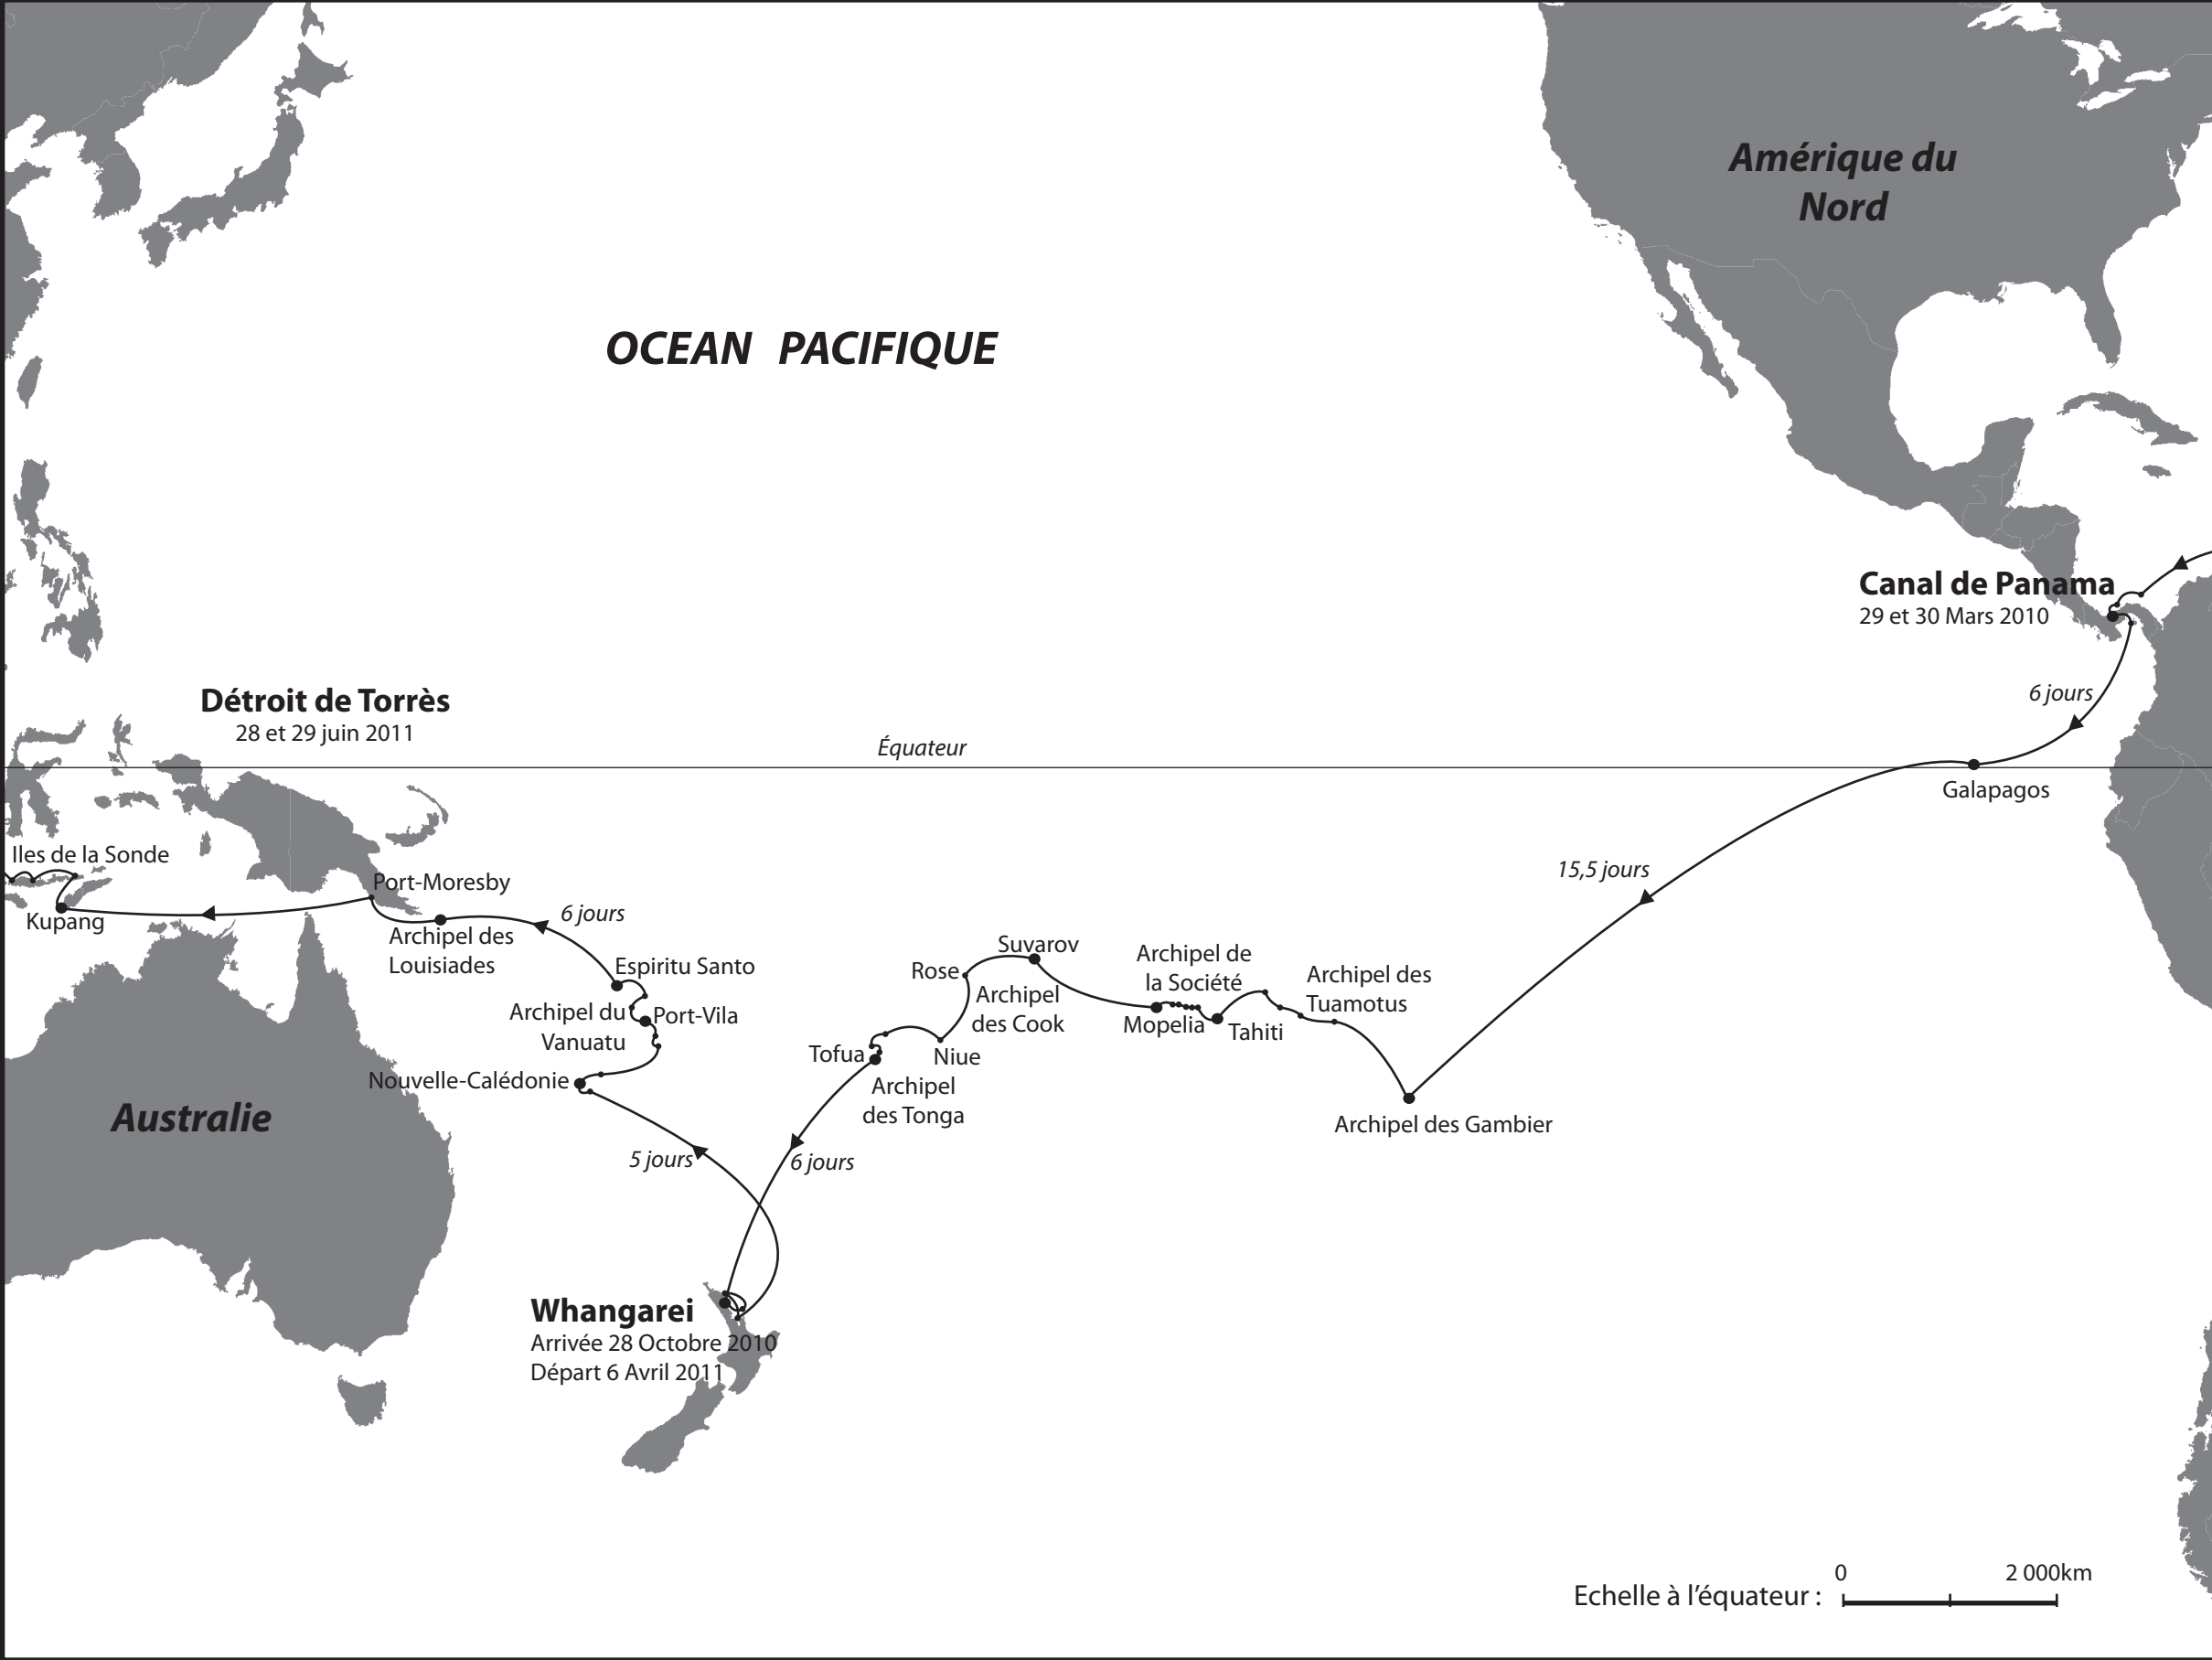 Amérique du
Nord
OCEAN PACIFIQUE
Canal de Panama
29 et 30 Mars 2010
6 jours
Détroit de Torrès
28 et 29 juin 2011
Équateur
Galapagos
15,5 jours
Iles de la Sonde
Port-Moresby
Kupang
6 jours
Archipel des
Louisiades
Espiritu Santo
Archipel du
Vanuatu
Port-Vila
Nouvelle-Calédonie
Suvarov
Rose
Archipel
des Cook
Archipel de
la Société
Mopelia
Tahiti
Archipel des
Tuamotus
Tofua
Niue
Archipel
des Tonga
Archipel des Gambier
Australie
5 jours
6 jours
Whangarei
Arrivée 28 Octobre 2010
Départ 6 Avril 2011
0 2 000km
Echelle à l’équateur :